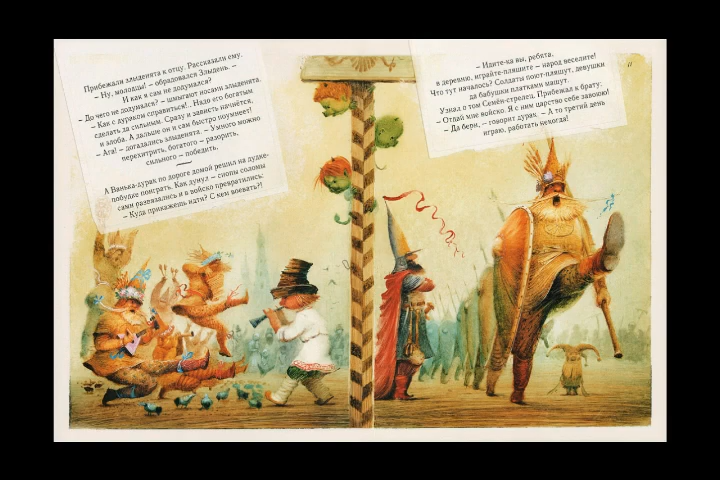 Прибежали злыденята к отцу. Рассказали ему.
– Ну, молодцы! – обрадовался Злыдень. –
И как я сам не додумался?
– До чего не додумался? – шмыгают носами злыденята.
– Как с дураком справиться!.. Надо его богатым
сделать да сильным. Сразу и зависть начнётся,
и злоба. А дальше он и сам быстро поумнеет!
– Ага! – догадались злыденята. – Умного можно
перехитрить, богатого – разорить,
сильного – победить.
А Ванька-дурак по дороге домой решил на дудке-
побудке поиграть. Как дунул – снопы соломы
сами развязались и в войско превратились:
– Куда прикажешь идти? С кем воевать?!
– Идите-ка вы, ребята,
в деревню, играйте-пляшите – народ веселите!
Что тут началось? Солдаты поют-пляшут, девушки
да бабушки платками машут.
Узнал о том Семён-стрелец. Прибежал к брату:
– Отдай мне войско. Я с ним царство себе завоюю!
– Да бери, – говорит дурак. – А то третий день
играю, работать некогда!
11